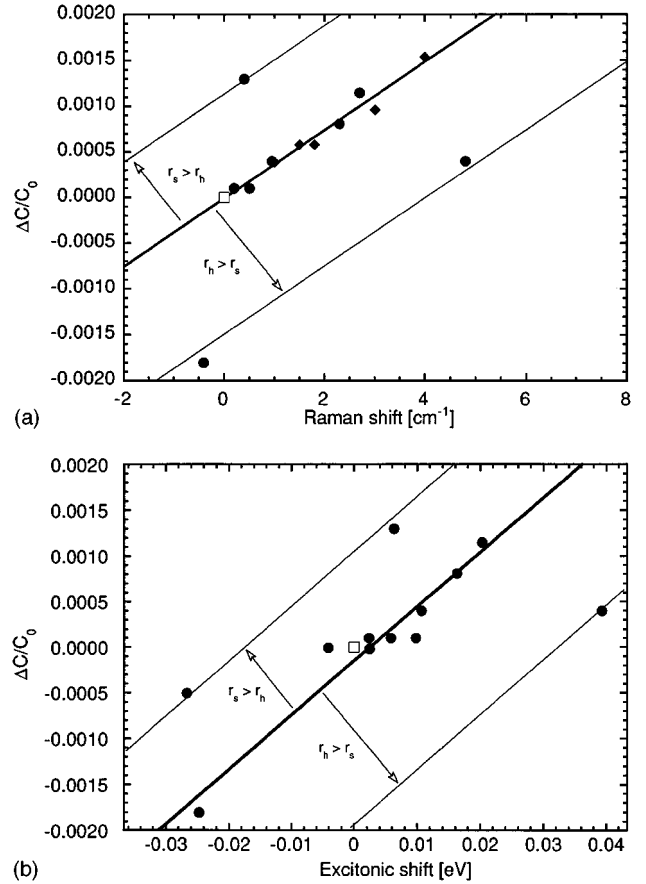 0.0020
0.0015
0.0010
0.0005
0.0000
-0.0005
-0.0010
-0.0015
-0.0020
ΔC/C0
rs > rh
rh > rs
-2 0 2 4 6 8
(a) Raman shift [cm-1]
0.0020
0.0015
0.0010
0.0005
0.0000
-0.0005
-0.0010
-0.0015
-0.0020
ΔC/C0
rs > rh
rh > rs
-0.03 -0.02 -0.01 0 0.01 0.02 0.03 0.04
(b) Excitonic shift [eV]